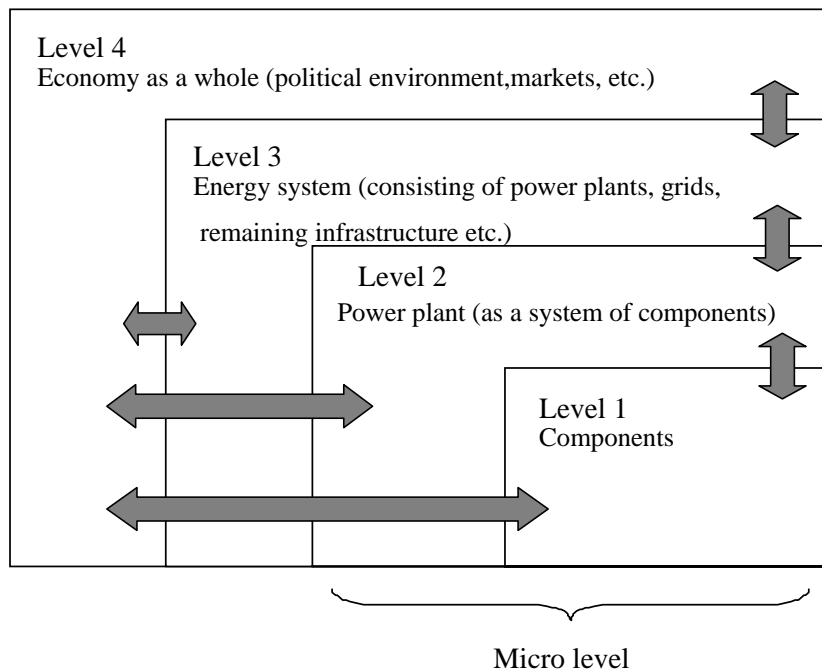 Level 4
Economy as a whole (political environment,markets, etc.)
Level 3
Energy system (consisting of power plants, grids,
remaining infrastructure etc.)
Level 2
Power plant (as a system of components)
Level 1
Components
Micro level